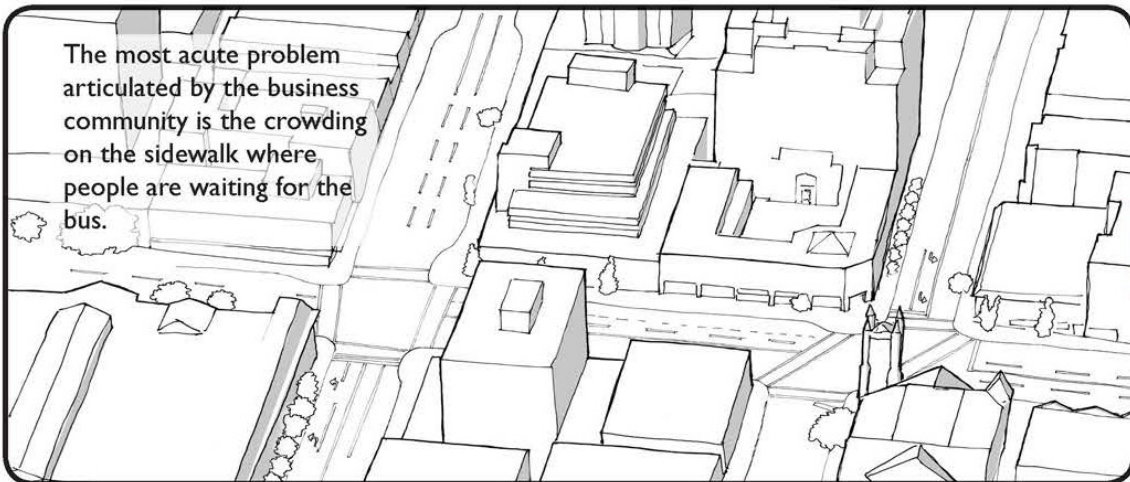 The most acute problem
articulated by the business
community is the crowding
on the sidewalk where
people are waiting for the
bus.